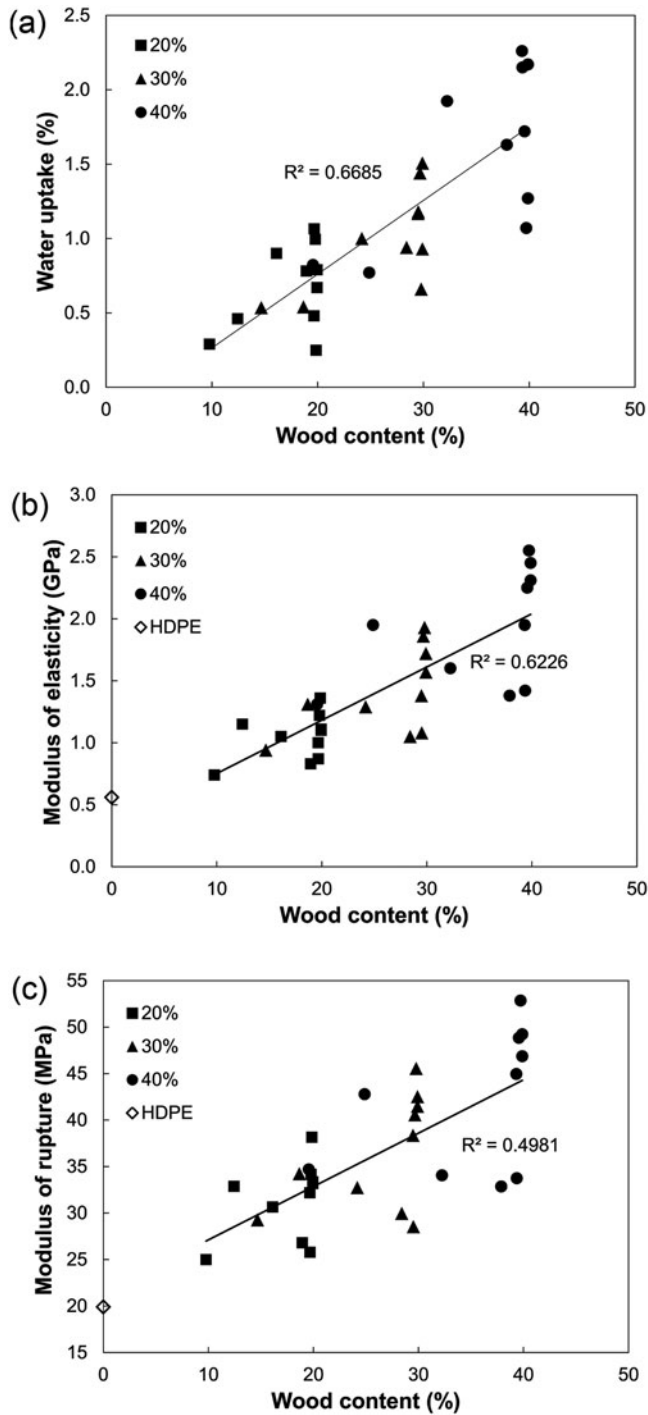 (a)
2.5
2.0
1.5
1.0
0.5
0.0
Water uptake (%)
20%
30%
40%
R² = 0.6685
0 10 20 30 40 50
Wood content (%)
(b)
3.0
2.5
2.0
1.5
1.0
0.5
0.0
Modulus of elasticity (GPa)
20%
30%
40%
HDPE
R² = 0.6226
0 10 20 30 40 50
Wood content (%)
(c)
55
50
45
40
35
30
25
20
15
Modulus of rupture (MPa)
20%
30%
40%
HDPE
R² = 0.4981
0 10 20 30 40 50
Wood content (%)